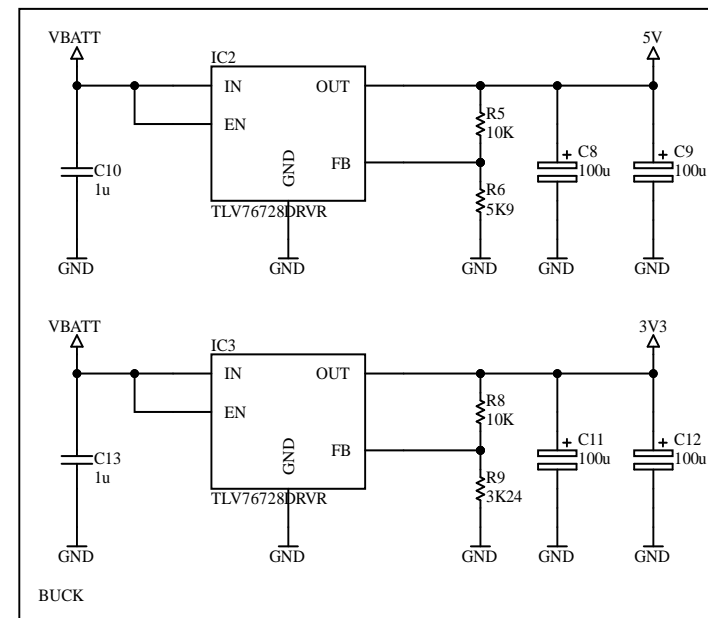 VBATT
5V
IC2
IN
OUT
EN
R5
10K
C10
1u
GND
FB
C8
100u
C9
100u
R6
5K9
TLV76728DRVR
GND
GND
GND
GND
GND
VBATT
3V3
IC3
IN
OUT
EN
R8
10K
C13
1u
GND
FB
C11
100u
C12
100u
R9
3K24
TLV76728DRVR
GND
GND
GND
GND
GND
BUCK